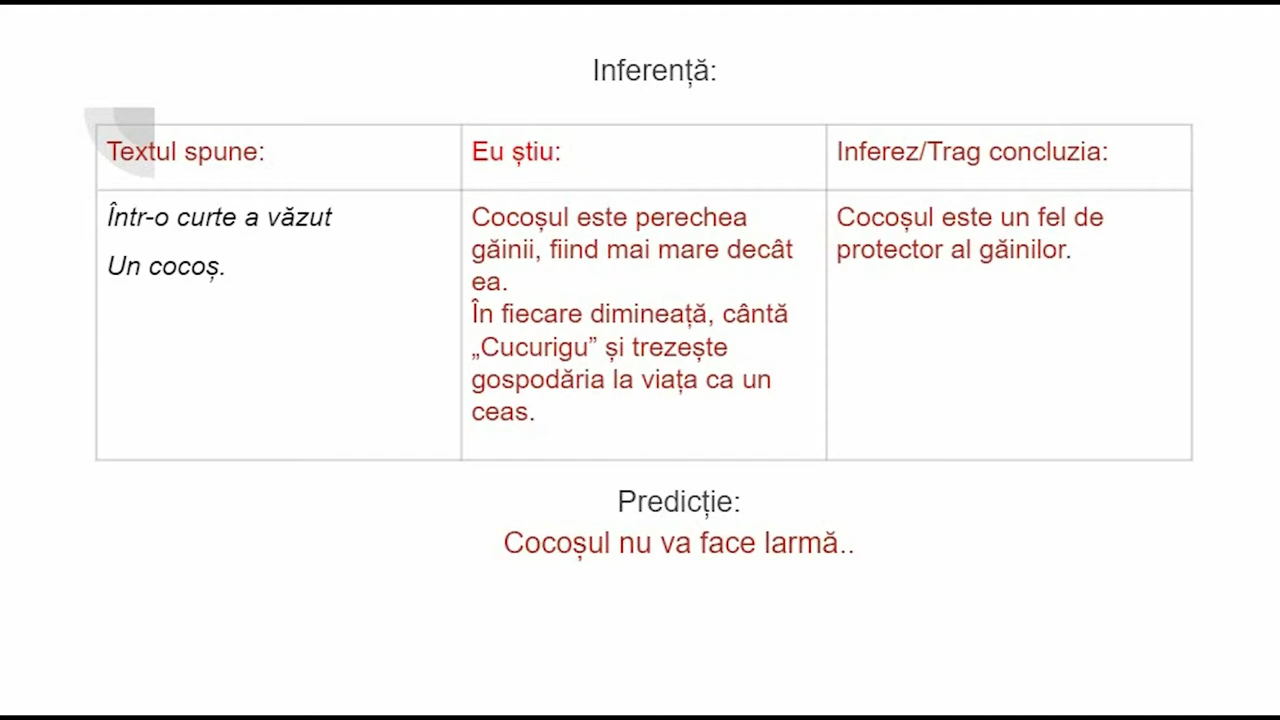 Inferență:
Textul spune:
Eu știu:
Inferez/Trag concluzia:
Într-o curte a văzut
Un cocoș.
Cocoșul este perechea
găinii, fiind mai mare decât
ea.
În fiecare dimineață, cântă
„Cucurigu” și trezește
gospodăria la viața ca un
ceas.
Cocoșul este un fel de
protector al găinilor.
Predicție:
Cocoșul nu va face larmă..